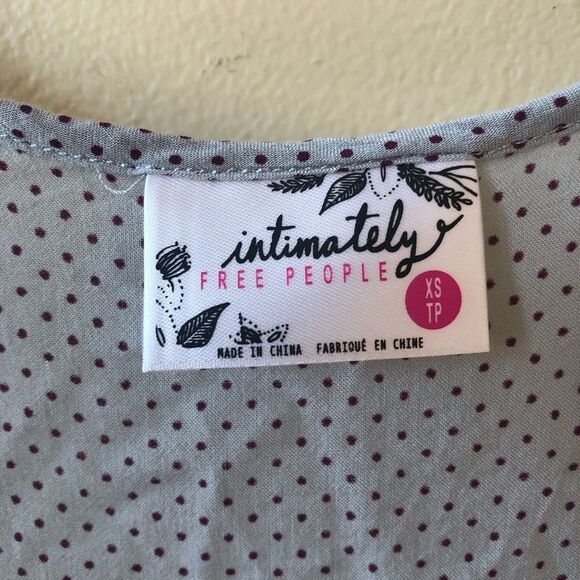 intimately
FREE PEOPLE
XS
TP
MADE IN CHINA FABRIQUÉ EN CHINE